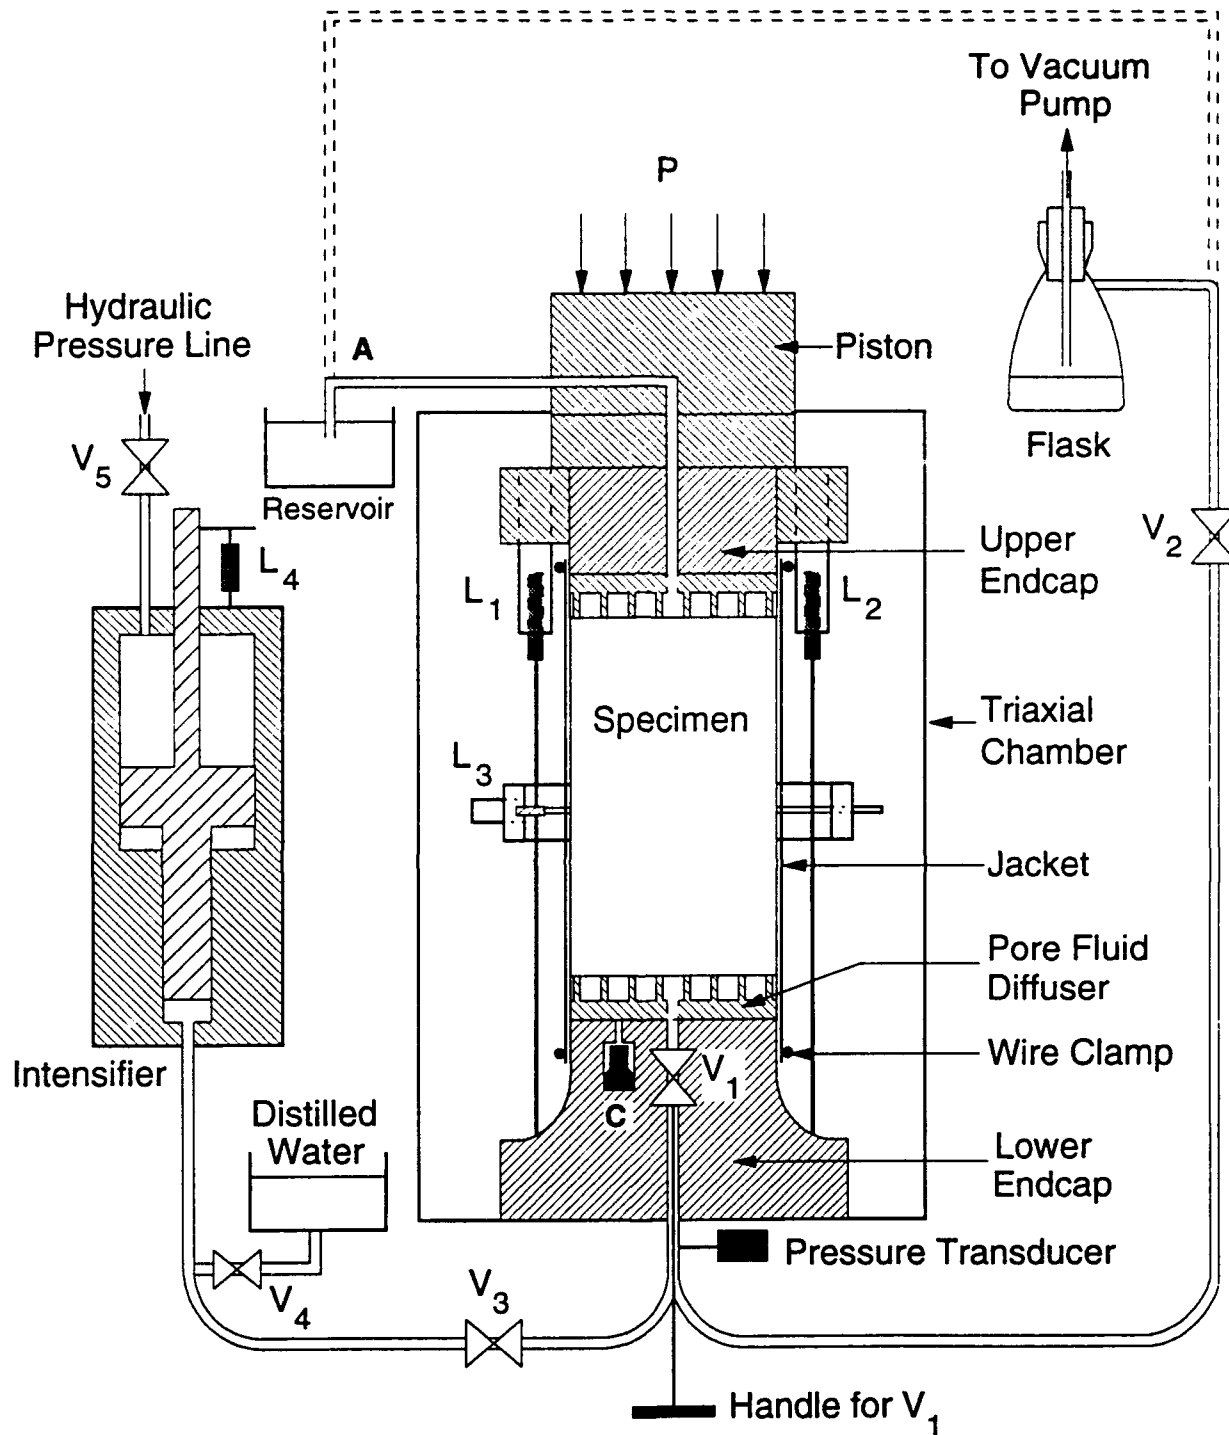 To Vacuum
Pump
P
Hydraulic
Pressure Line
A
Piston
V5
Reservoir
Flask
V2
L4
L1
L2
Upper
Endcap
Specimen
Triaxial
Chamber
L3
Jacket
Pore Fluid
Diffuser
Intensifier
V1
Wire Clamp
C
Distilled
Water
Lower
Endcap
Pressure Transducer
V4
V3
Handle for V1